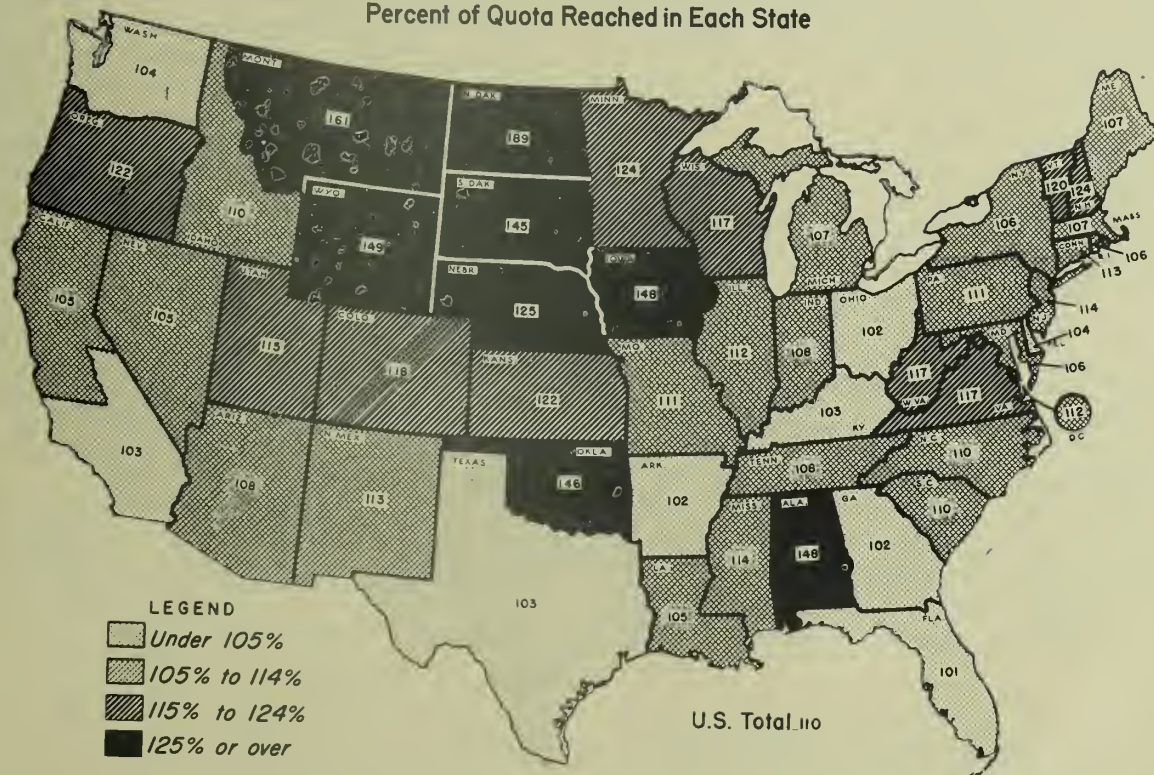 Percent of Quota Reached in Each State
WASH
104
OREG
122
CALIF
105
103
NEV
105
IDAHO
110
MONT
161
WYO
149
UTAH
115
COLO
118
ARIZ
108
N. MEX
113
N. DAK
189
S. DAK
145
NEBR
125
KANS
122
OKLA
146
TEXAS
103
MINN
124
IOWA
148
MO
111
ARK
102
LA
105
WIS
117
ILL
112
MICH
107
IND
108
OHIO
102
KY
103
TENN
108
MISS
114
ALA.
148
GA
102
FLA
101
S.C.
110
N.C.
110
VA
117
W.VA
117
PA
111
N.Y.
106
VT.
120
N.H.
124
ME
107
MASS
107
CONN
R I
106
113
N.J.
114
DEL
104
MD
106
112
DC
LEGEND
Under 105%
105% to 114%
115% to 124%
125% or over
U.S. Total 110